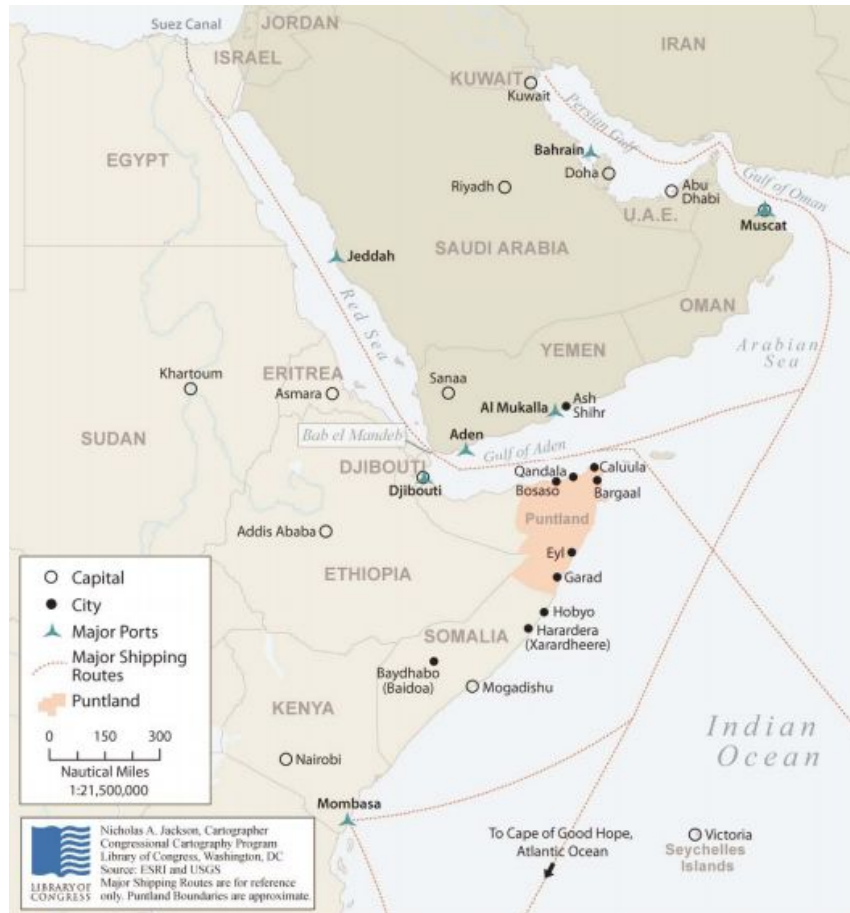 Suez Canal
JORDAN
ISRAEL
IRAN
KUWAIT
Kuwait
EGYPT
Persian Gulf
Bahrain
Doha
Riyadh
Abu
Dhabi
Gulf of Oman
U.A.E.
Muscat
Jeddah
SAUDI ARABIA
Red Sea
OMAN
Arabian
Sea
YEMEN
Khartoum
ERITREA
Asmara
Sanaa
Al Mukalla
Ash
Shihr
SUDAN
Bab el Mandeb
Aden
Gulf of Aden
DJIBOUTI
Djibouti
Qandala
Caluula
Bosaso
Bargaal
Puntland
Addis Ababa
Eyl
ETHIOPIA
Garad
Hobyo
SOMALIA
Harardera
(Xarardheere)
Baydhabo
(Baidoa)
Mogadishu
KENYA
Indian
Ocean
Nairobi
Mombasa
To Cape of Good Hope,
Atlantic Ocean
Victoria
Seychelles
Islands
Capital
City
Major Ports
Major Shipping
Routes
Puntland
0 150 300
Nautical Miles
1:21,500,000
LIBRARY OF
CONGRESS
Nicholas A. Jackson, Cartographer
Congressional Cartography Program
Library of Congress, Washington, DC
Source: ESRI and USGS
Major Shipping Routes are for reference
only. Puntland Boundaries are approximate.